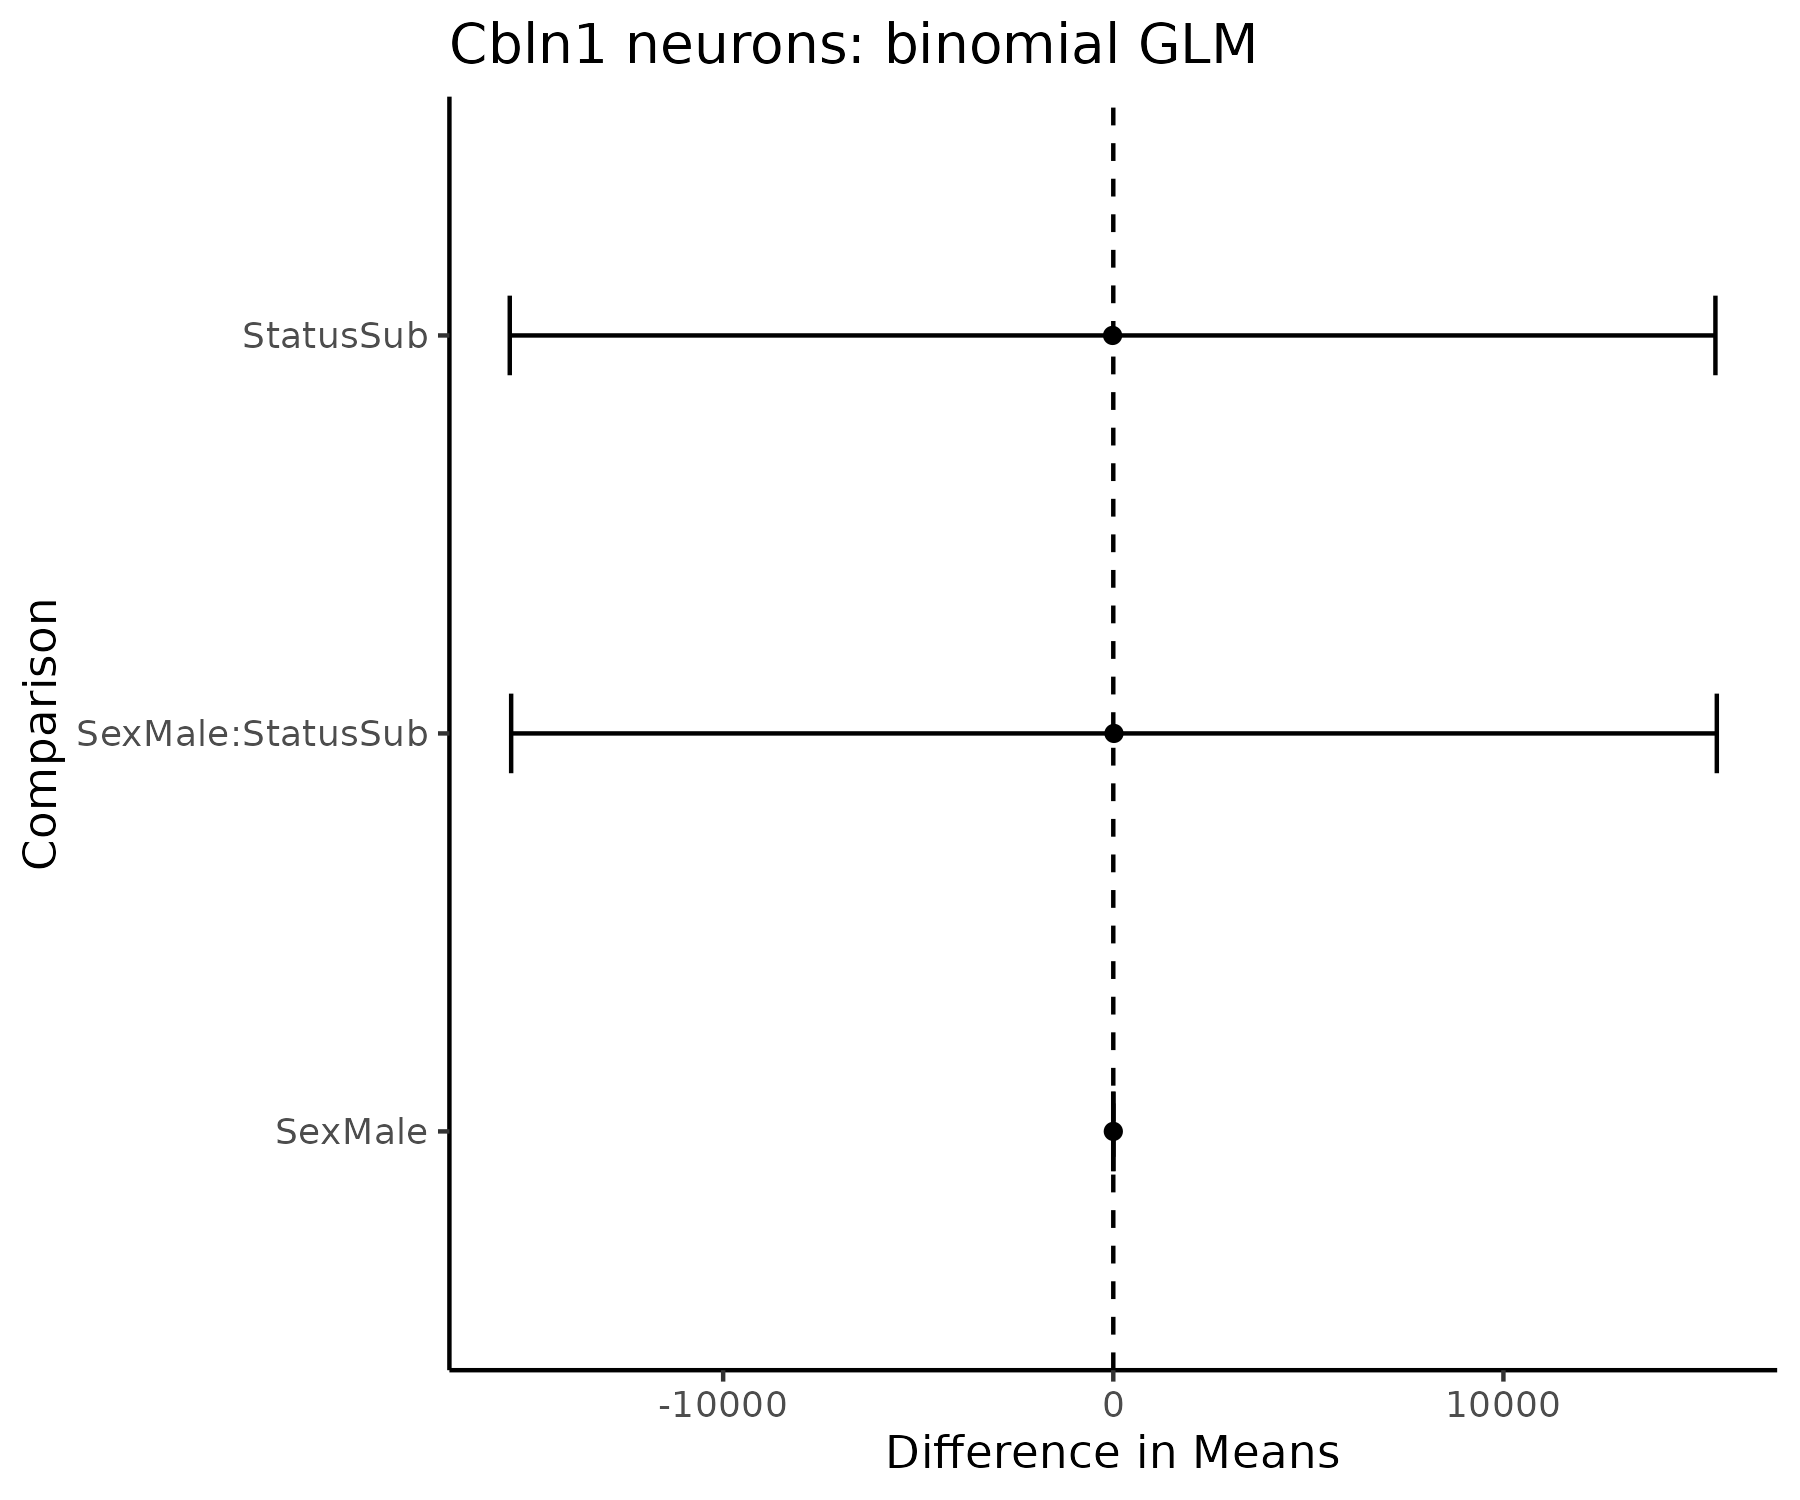 Cbln1 neurons: binomial GLM
StatusSub
SexMale:StatusSub
SexMale
Comparison
-10000
0
10000
Difference in Means